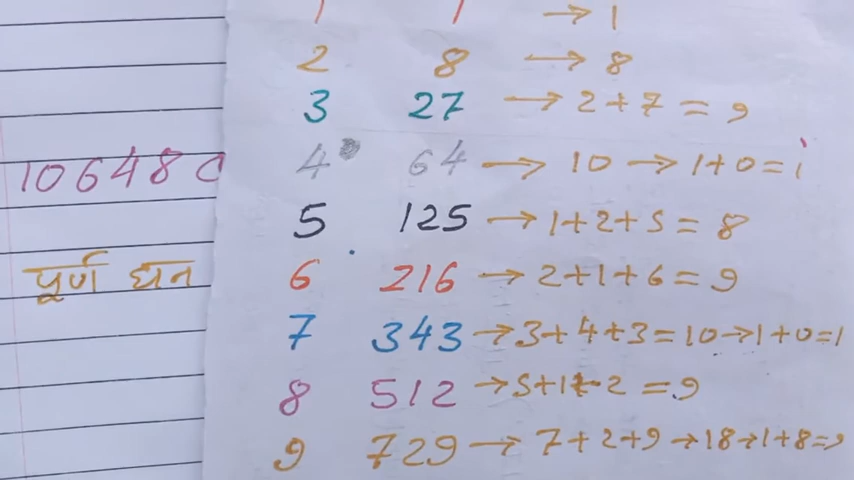 1 1 → 1
2 8 → 8
3 27 → 2+7 = 9
4 64 → 10 → 1+0 = 1
5 125 → 1+2+5 = 8
6 216 → 2+1+6 = 9
7 343 → 3+4+3 = 10 → 1+0 = 1
8 512 → 5+1+2 = 9
9 729 → 7+2+9 → 18 → 1+8 = 9
106480
पूर्ण घन